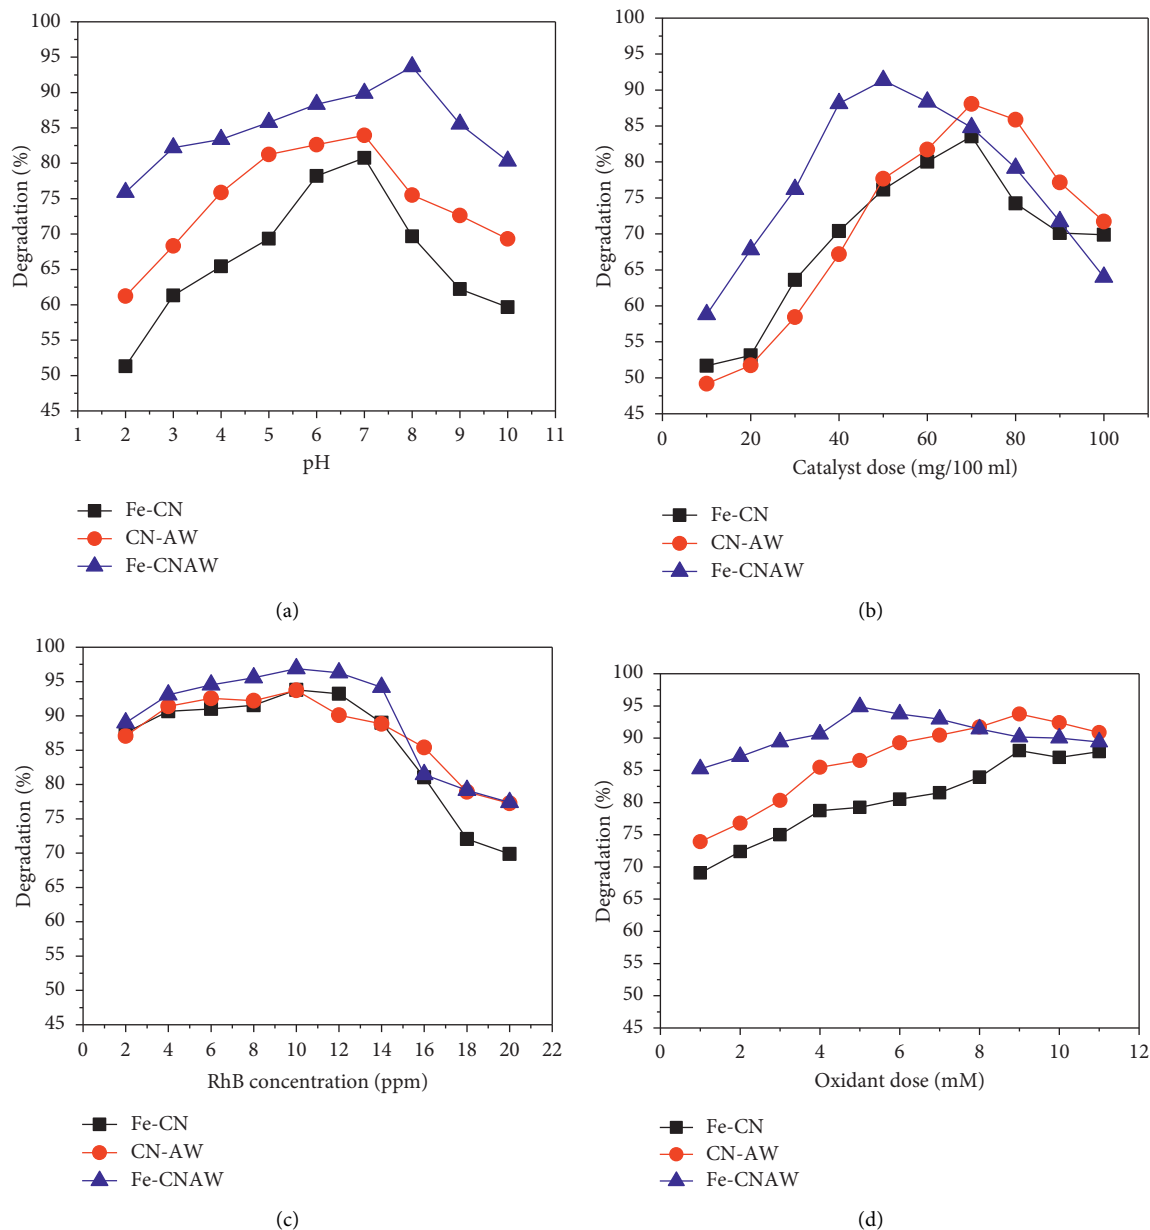 100
95
90
85
80
75
70
65
60
55
50
45
Degradation (%)
1 2 3 4 5 6 7 8 9 10 11
pH
Fe-CN
CN-AW
Fe-CNAW
(a)
100
95
90
85
80
75
70
65
60
55
50
45
Degradation (%)
0 20 40 60 80 100
Catalyst dose (mg/100 ml)
Fe-CN
CN-AW
Fe-CNAW
(b)
100
95
90
85
80
75
70
65
60
55
50
45
Degradation (%)
0 2 4 6 8 10 12 14 16 18 20 22
RhB concentration (ppm)
Fe-CN
CN-AW
Fe-CNAW
(c)
100
95
90
85
80
75
70
65
60
55
50
45
Degradation (%)
0 2 4 6 8 10 12
Oxidant dose (mM)
Fe-CN
CN-AW
Fe-CNAW
(d)